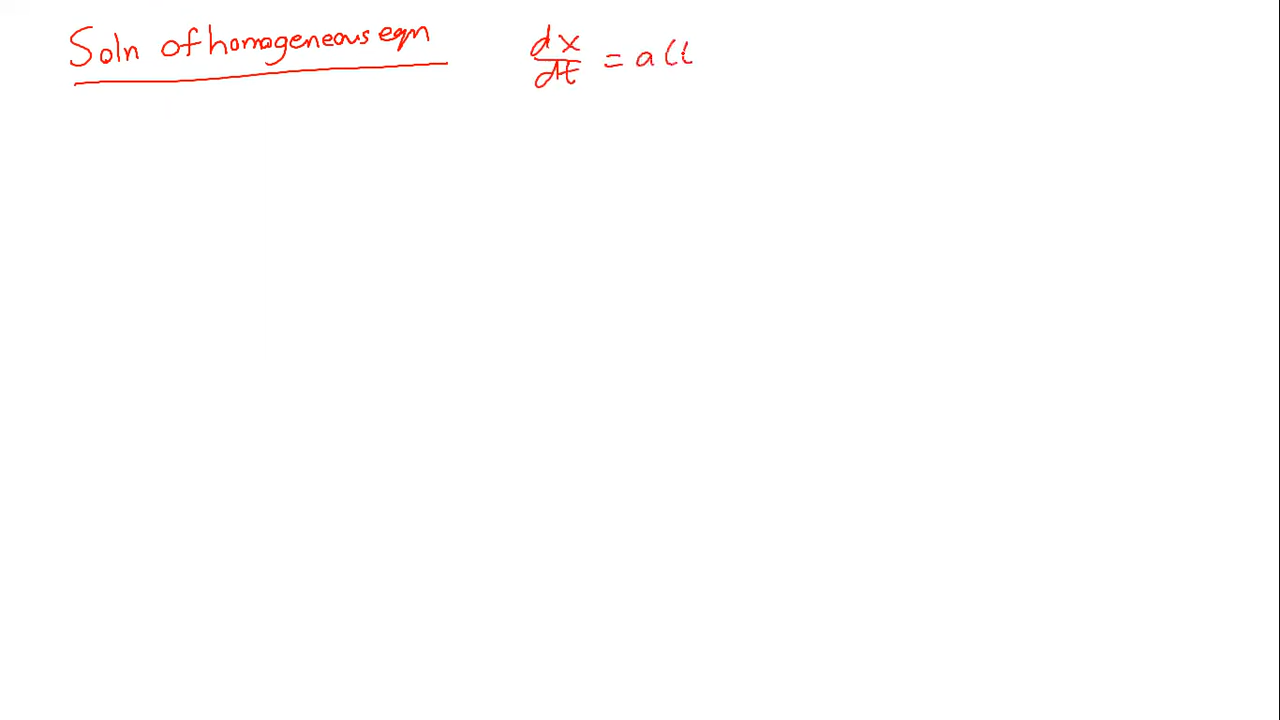 Soln of homogeneous eqn
dx/dt = a(